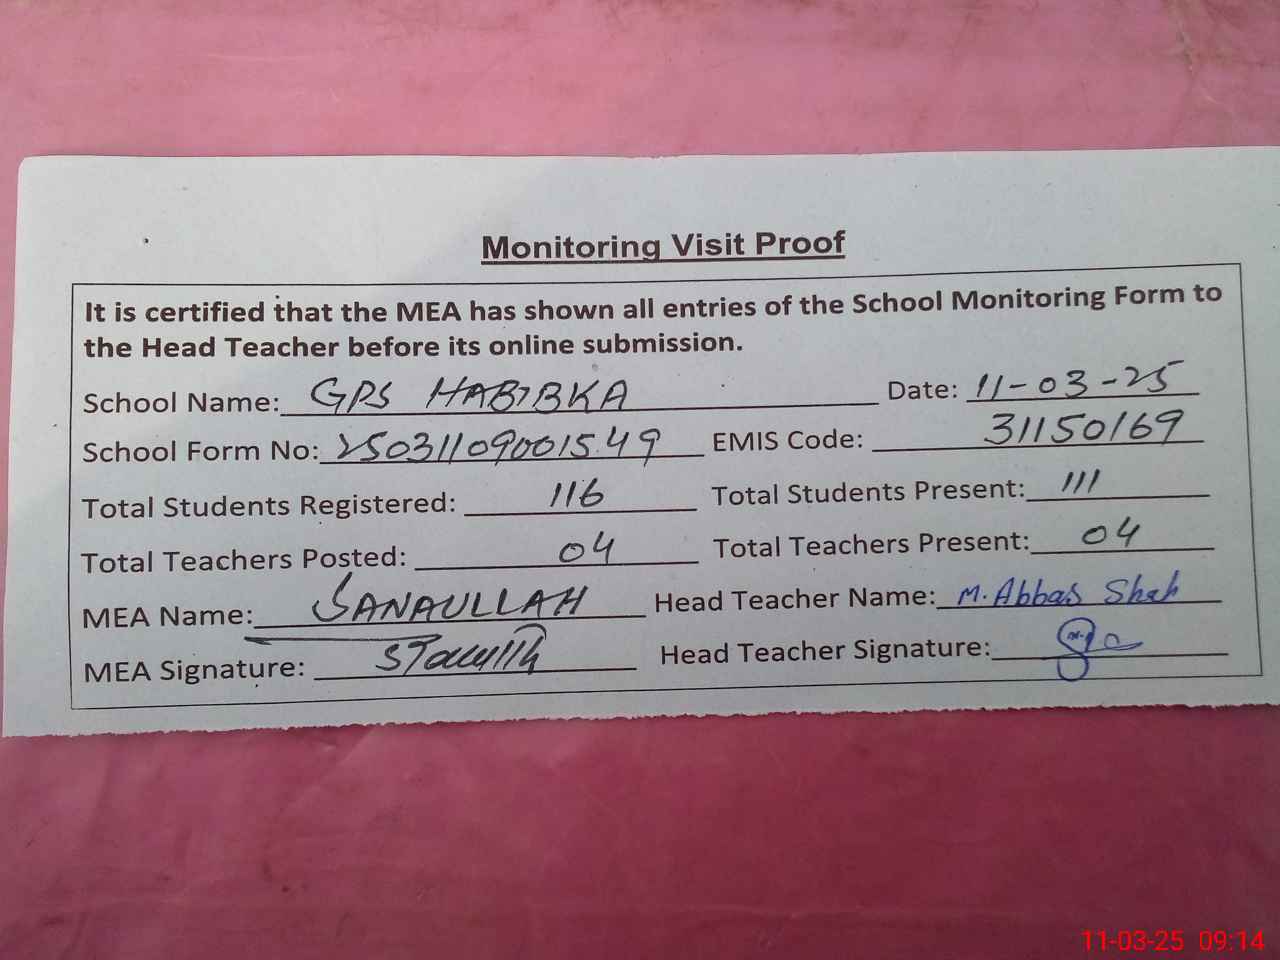 Monitoring Visit Proof
It is certified that the MEA has shown all entries of the School Monitoring Form to
the Head Teacher before its online submission.
School Name: GPS HABIBKA Date: 11-03-25
School Form No: 25031109001549 EMIS Code: 31150169
Total Students Registered: 116 Total Students Present: 111
Total Teachers Posted: 04 Total Teachers Present: 04
MEA Name: SANAULLAH Head Teacher Name: M. Abbas Shah
MEA Signature: Head Teacher Signature:
11-03-25 09:14